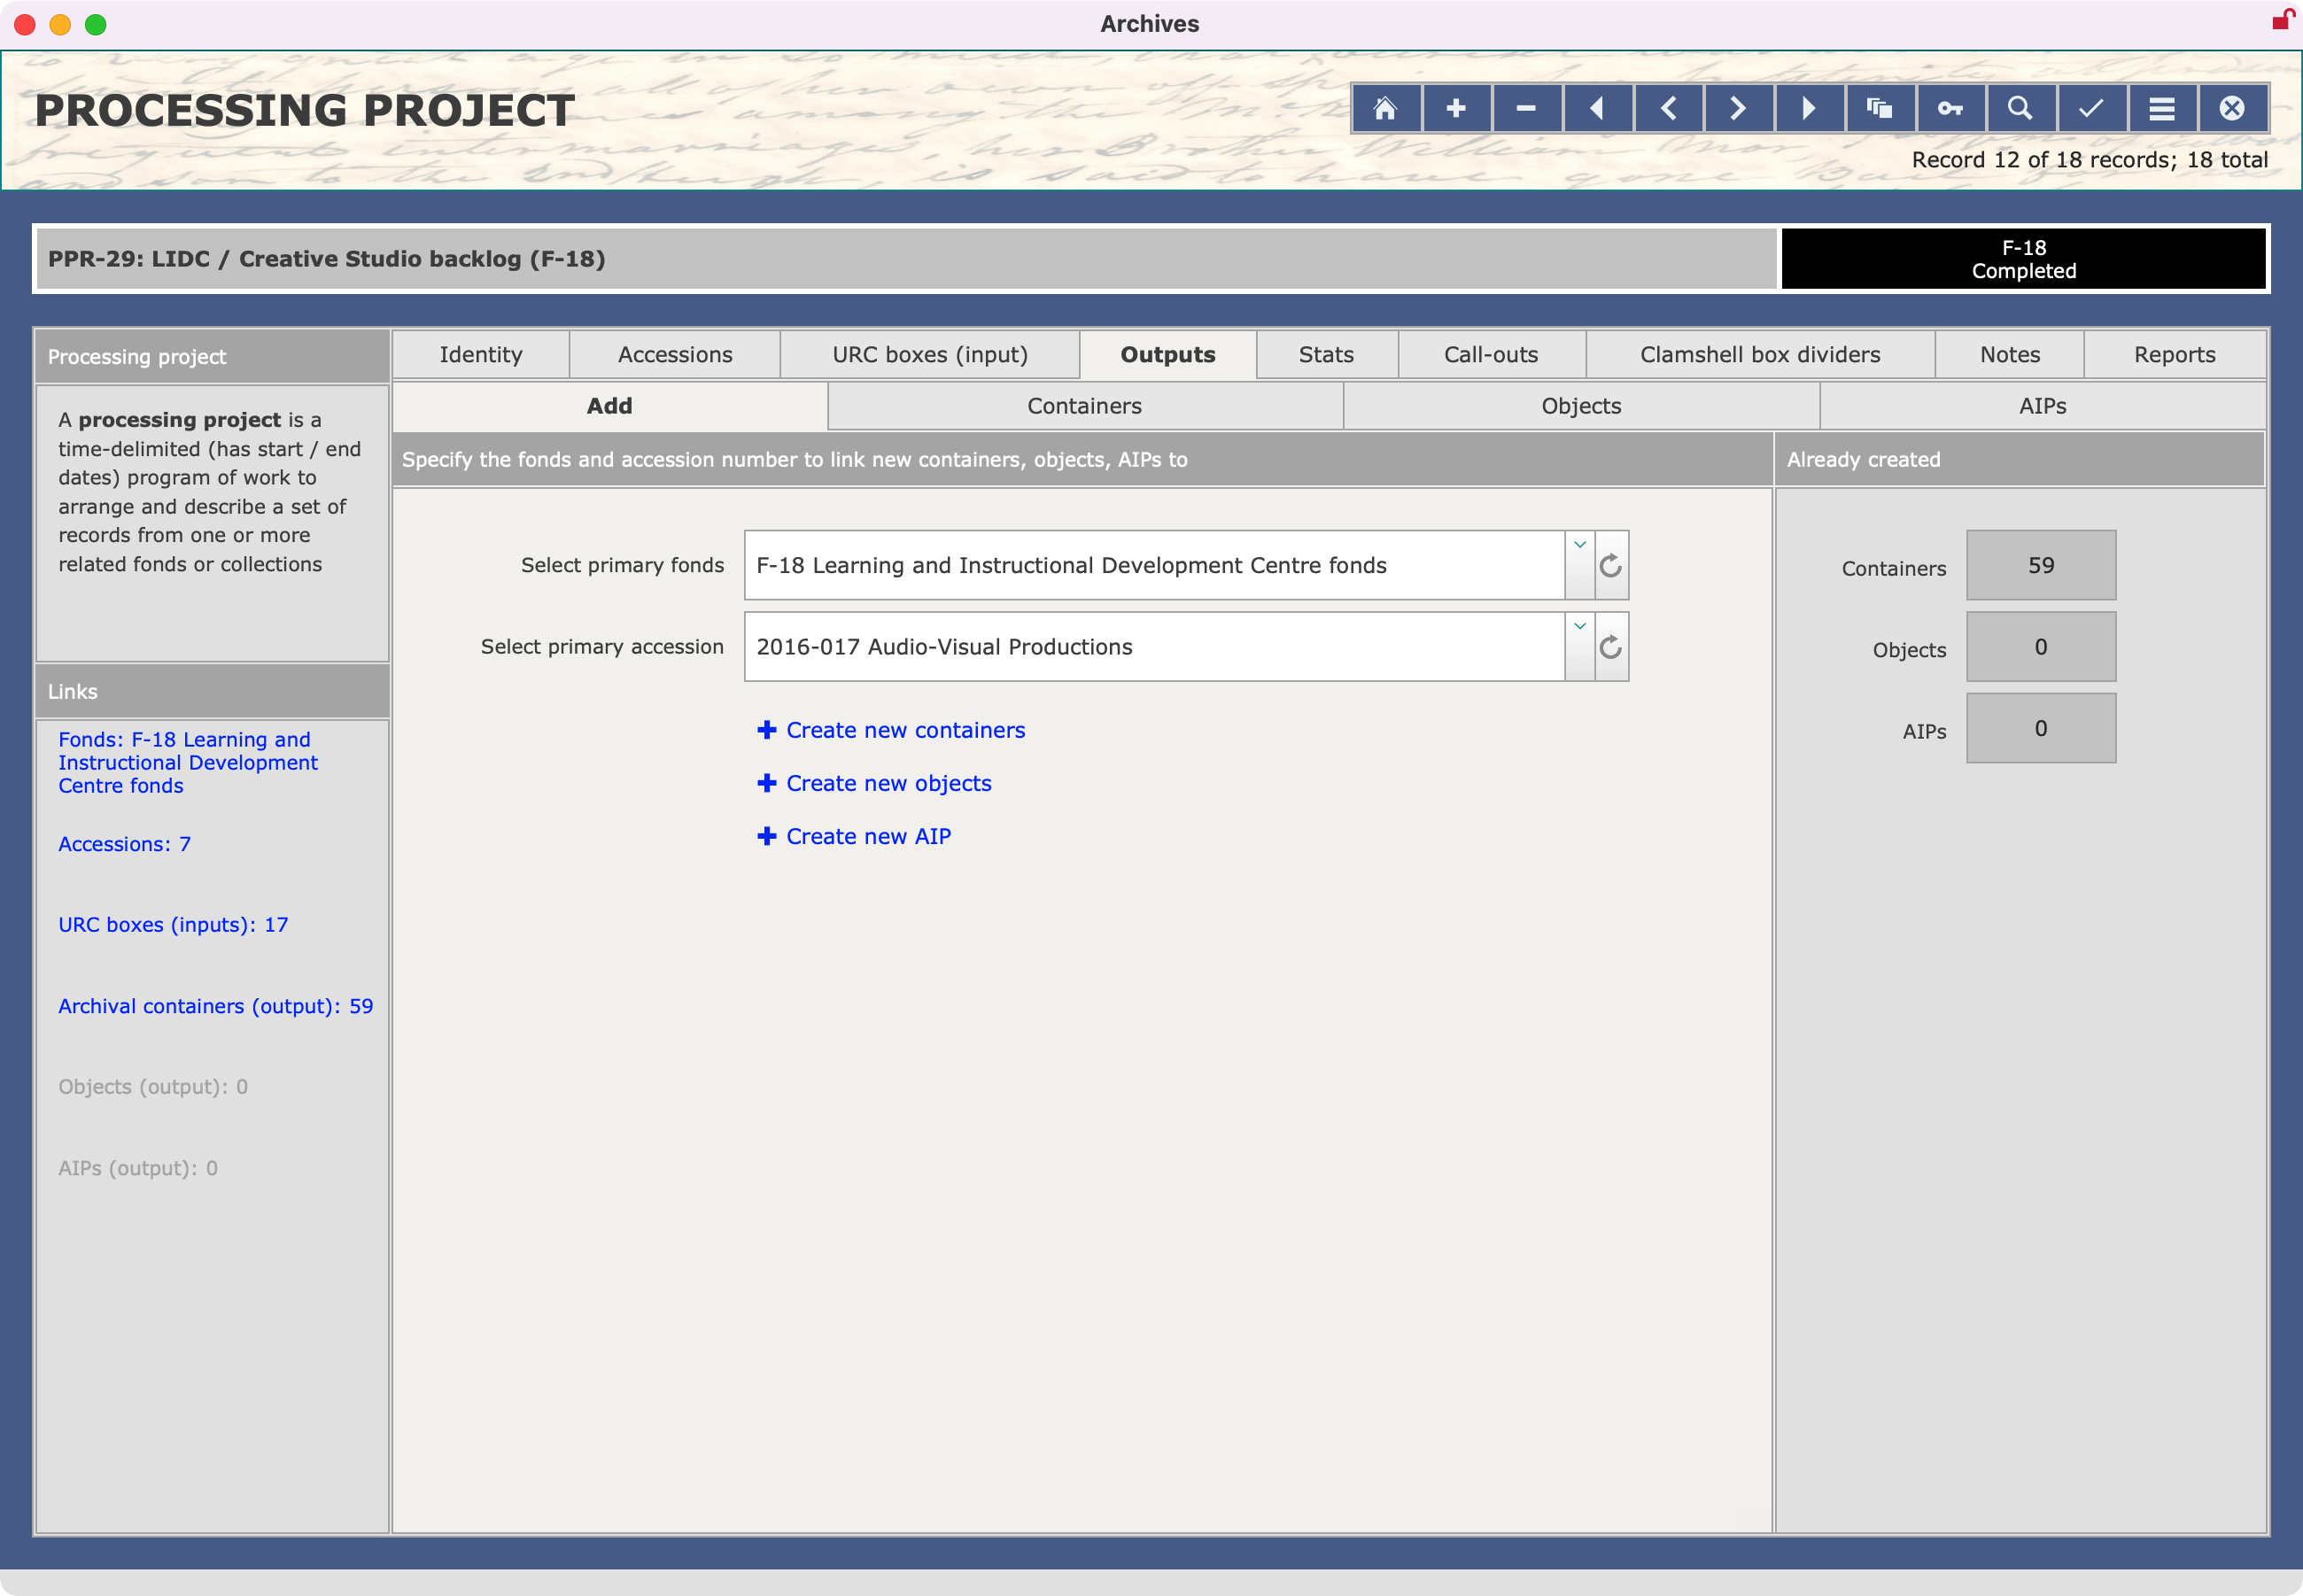 Archives
PROCESSING PROJECT
Record 12 of 18 records; 18 total
PPR-29: LIDC / Creative Studio backlog (F-18)
F-18
Completed
Processing project
A processing project is a
time-delimited (has start / end
dates) program of work to
arrange and describe a set of
records from one or more
related fonds or collections
Links
Fonds: F-18 Learning and
Instructional Development
Centre fonds
Accessions: 7
URC boxes (inputs): 17
Archival containers (output): 59
Objects (output): 0
AIPs (output): 0
Identity
Accessions
URC boxes (input)
Outputs
Stats
Call-outs
Clamshell box dividers
Notes
Reports
Add
Containers
Objects
AIPs
Specify the fonds and accession number to link new containers, objects, AIPs to
Select primary fonds
F-18 Learning and Instructional Development Centre fonds
Select primary accession
2016-017 Audio-Visual Productions
Create new containers
Create new objects
Create new AIP
Already created
Containers 59
Objects 0
AIPs 0